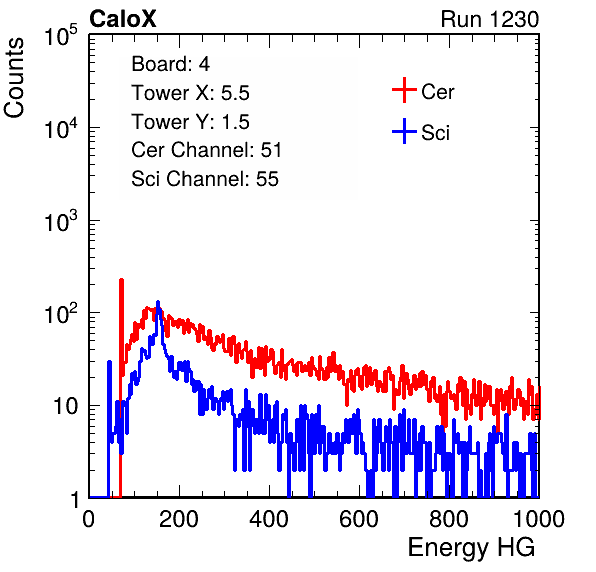 CaloX Run 1230
Counts
10^5
10^4
10^3
10^2
10
1
Board: 4
Tower X: 5.5
Tower Y: 1.5
Cer Channel: 51
Sci Channel: 55
Cer
Sci
0 200 400 600 800 1000
Energy HG